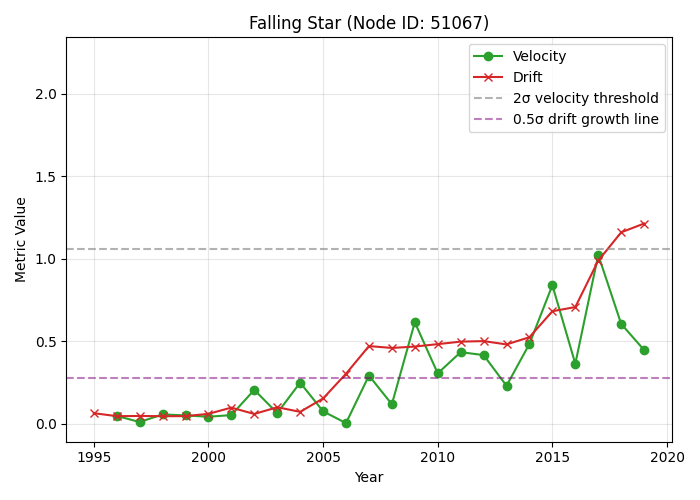 Falling Star (Node ID: 51067)
Velocity
Drift
2σ velocity threshold
0.5σ drift growth line
Metric Value
2.0
1.5
1.0
0.5
0.0
1995
2000
2005
2010
2015
2020
Year